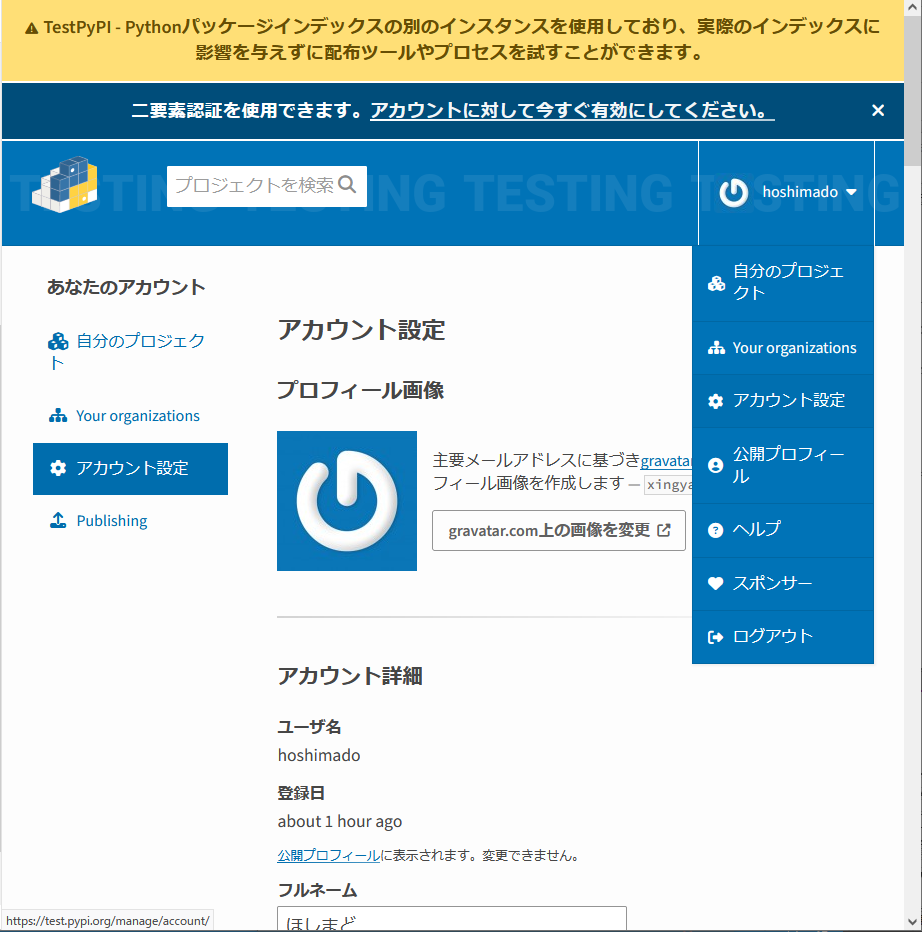 TestPyPI - Pythonパッケージインデックスの別のインスタンスを使用しており、実際のインデックスに
影響を与えずに配布ツールやプロセスを試すことができます。
二要素認証を使用できます。アカウントに対して今すぐ有効にしてください。
TESTING TESTING TESTING TESTING
プロジェクトを検索
hoshimado
自分のプロジェ
クト
Your organizations
アカウント設定
公開プロフィー
ル
ヘルプ
スポンサー
ログアウト
あなたのアカウント
自分のプロジェク
ト
Your organizations
アカウント設定
Publishing
アカウント設定
プロフィール画像
主要メールアドレスに基づきgravatar
フィール画像を作成します — xingya
gravatar.com上の画像を変更
アカウント詳細
ユーザ名
hoshimado
登録日
about 1 hour ago
公開プロフィールに表示されます。変更できません。
フルネーム
ほしまど
https://test.pypi.org/manage/account/